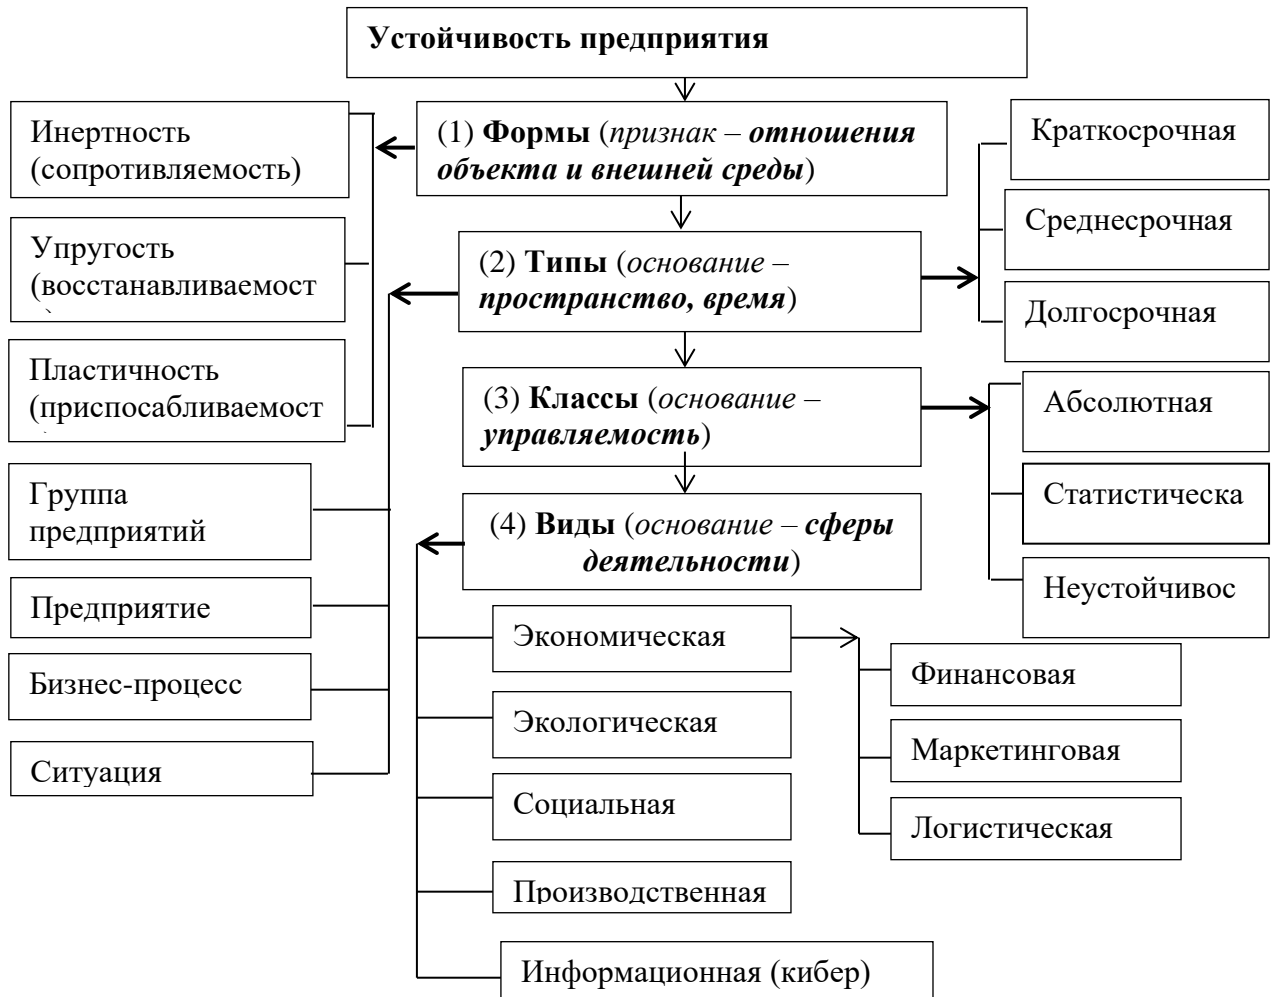 Устойчивость предприятия
(1) Формы (признак – отношения
объекта и внешней среды)
Инертность
(сопротивляемость)
Упругость
(восстанавливаемост
Пластичность
(приспосабливаемост
(2) Типы (основание –
пространство, время)
Краткосрочная
Среднесрочная
Долгосрочная
Группа
предприятий
Предприятие
Бизнес-процесс
Ситуация
(3) Классы (основание –
управляемость)
Абсолютная
Статистическа
Неустойчивос
(4) Виды (основание – сферы
деятельности)
Экономическая
Экологическая
Социальная
Производственная
Информационная (кибер)
Финансовая
Маркетинговая
Логистическая